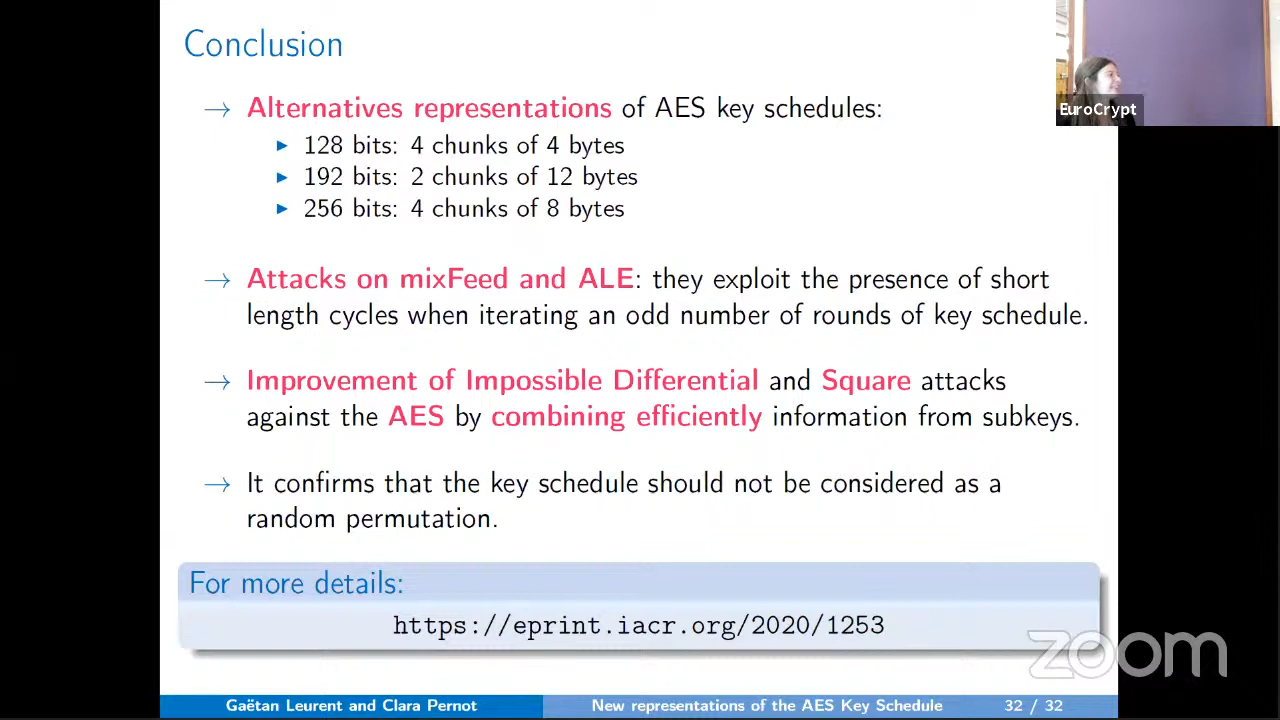 Conclusion
EuroCrypt
→ Alternatives representations of AES key schedules:
▶ 128 bits: 4 chunks of 4 bytes
▶ 192 bits: 2 chunks of 12 bytes
▶ 256 bits: 4 chunks of 8 bytes
→ Attacks on mixFeed and ALE: they exploit the presence of short
length cycles when iterating an odd number of rounds of key schedule.
→ Improvement of Impossible Differential and Square attacks
against the AES by combining efficiently information from subkeys.
→ It confirms that the key schedule should not be considered as a
random permutation.
For more details:
https://eprint.iacr.org/2020/1253
zoom
Gaëtan Leurent and Clara Pernot New representations of the AES Key Schedule 32 / 32